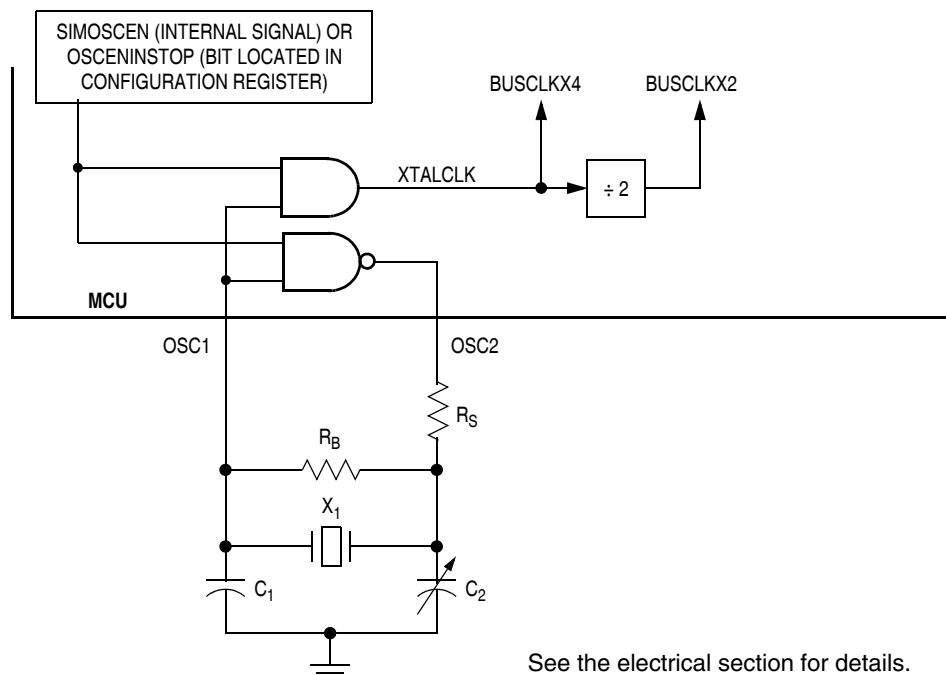 SIMOSCEN (INTERNAL SIGNAL) OR
OSCENINSTOP (BIT LOCATED IN
CONFIGURATION REGISTER)
BUSCLKX4
BUSCLKX2
XTALCLK
÷ 2
MCU
OSC1
OSC2
RS
RB
X1
C1
C2
See the electrical section for details.